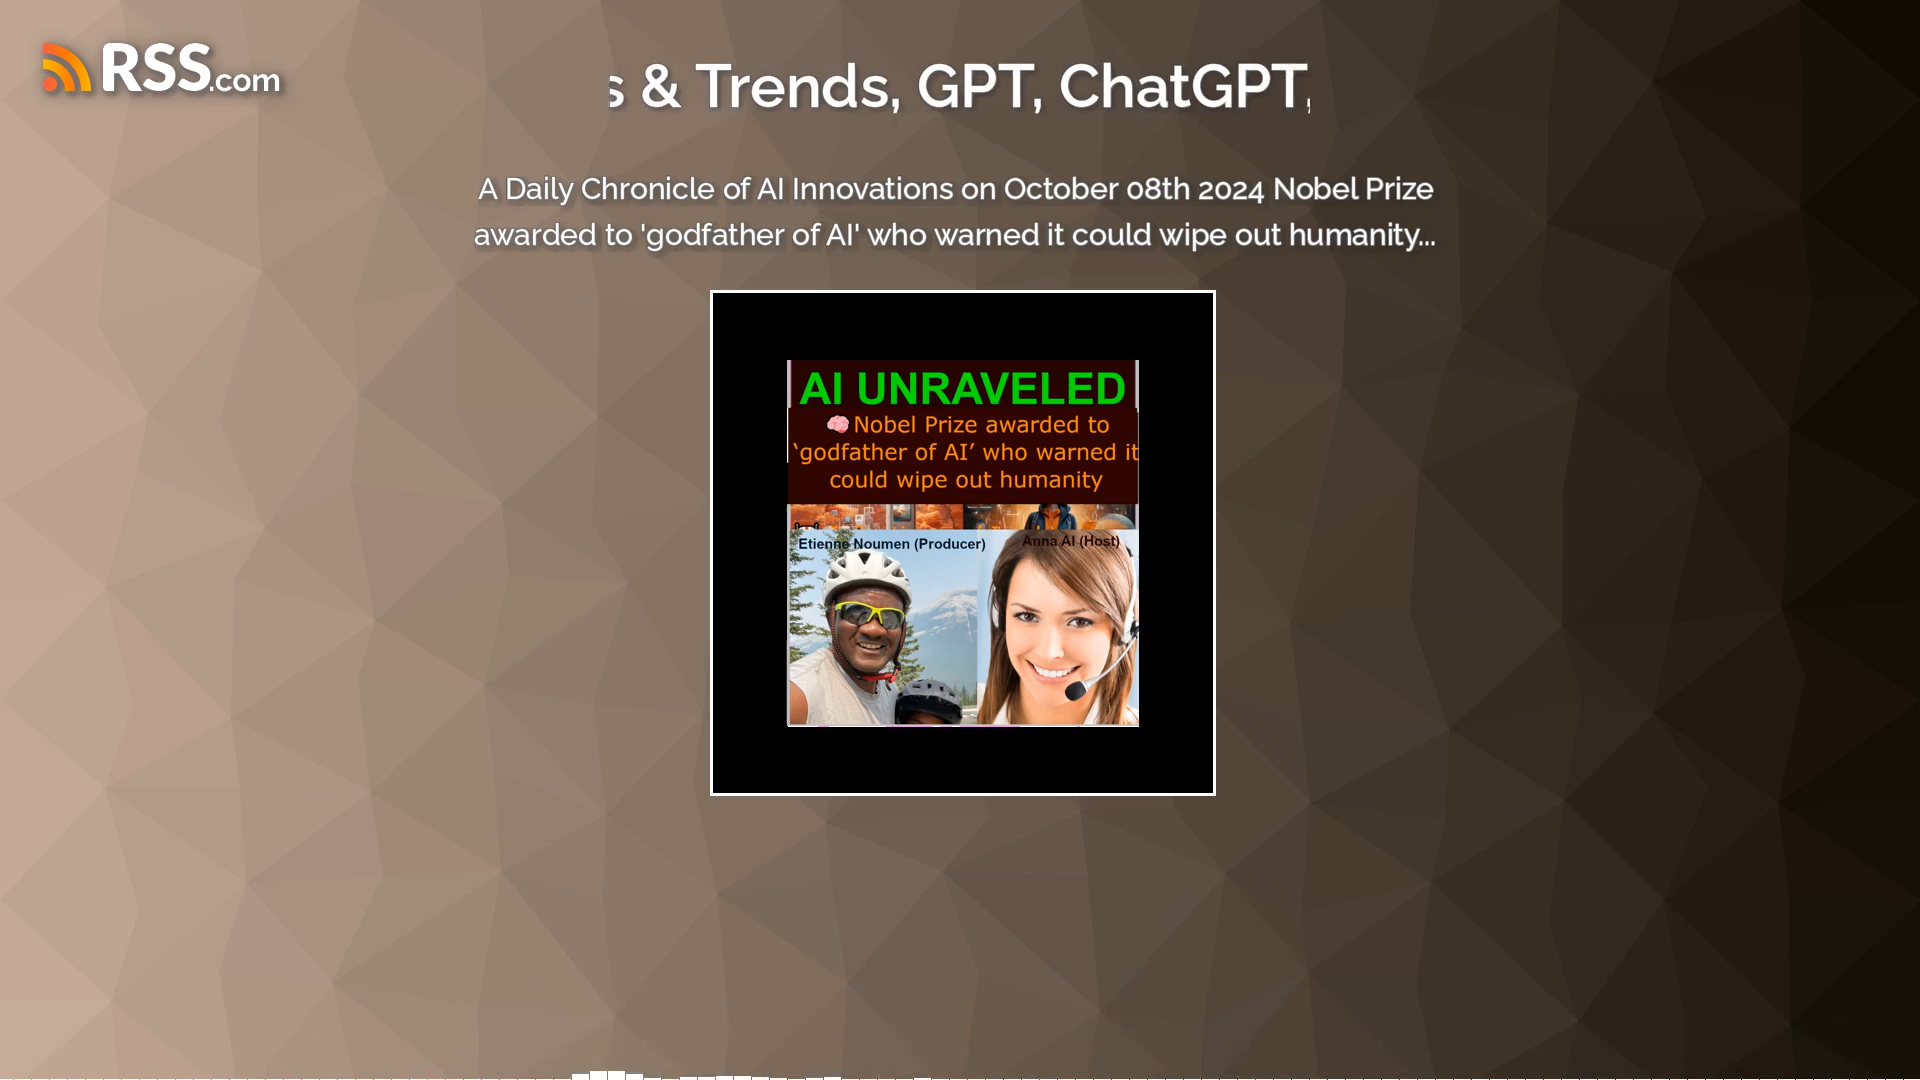 RSS.com
s & Trends, GPT, ChatGPT,
A Daily Chronicle of AI Innovations on October 08th 2024 Nobel Prize
awarded to 'godfather of AI' who warned it could wipe out humanity...
AI UNRAVELED
Nobel Prize awarded to
‘godfather of AI’ who warned it
could wipe out humanity
Etienne Noumen (Producer)
Anna AI (Host)